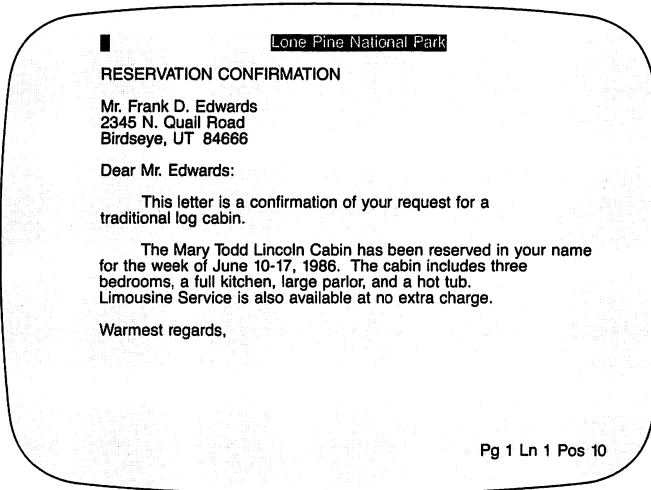 Lone Pine National Park
RESERVATION CONFIRMATION
Mr. Frank D. Edwards
2345 N. Quail Road
Birdseye, UT 84666
Dear Mr. Edwards:
This letter is a confirmation of your request for a
traditional log cabin.
The Mary Todd Lincoln Cabin has been reserved in your name
for the week of June 10-17, 1986. The cabin includes three
bedrooms, a full kitchen, large parlor, and a hot tub.
Limousine Service is also available at no extra charge.
Warmest regards,
Pg 1 Ln 1 Pos 10